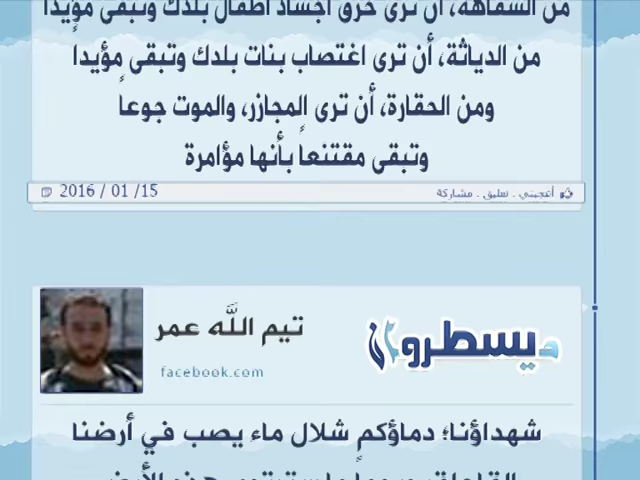 من السفاهة، أن ترى حرق أجساد أطفال بلدك وتبقى مؤيداً
من الدياثة، أن ترى اغتصاب بنات بلدك وتبقى مؤيداً
ومن الحقارة، أن ترى المجازر، والموت جوعاً
وتبقى مقتنعاً بأنها مؤامرة
أعجبني . تعليق . مشاركة
2016 / 01 /15
تيم الله عمر
facebook.com
يسطرون
شهداؤنا؛ دماؤكم شلال ماء يصب في أرضنا